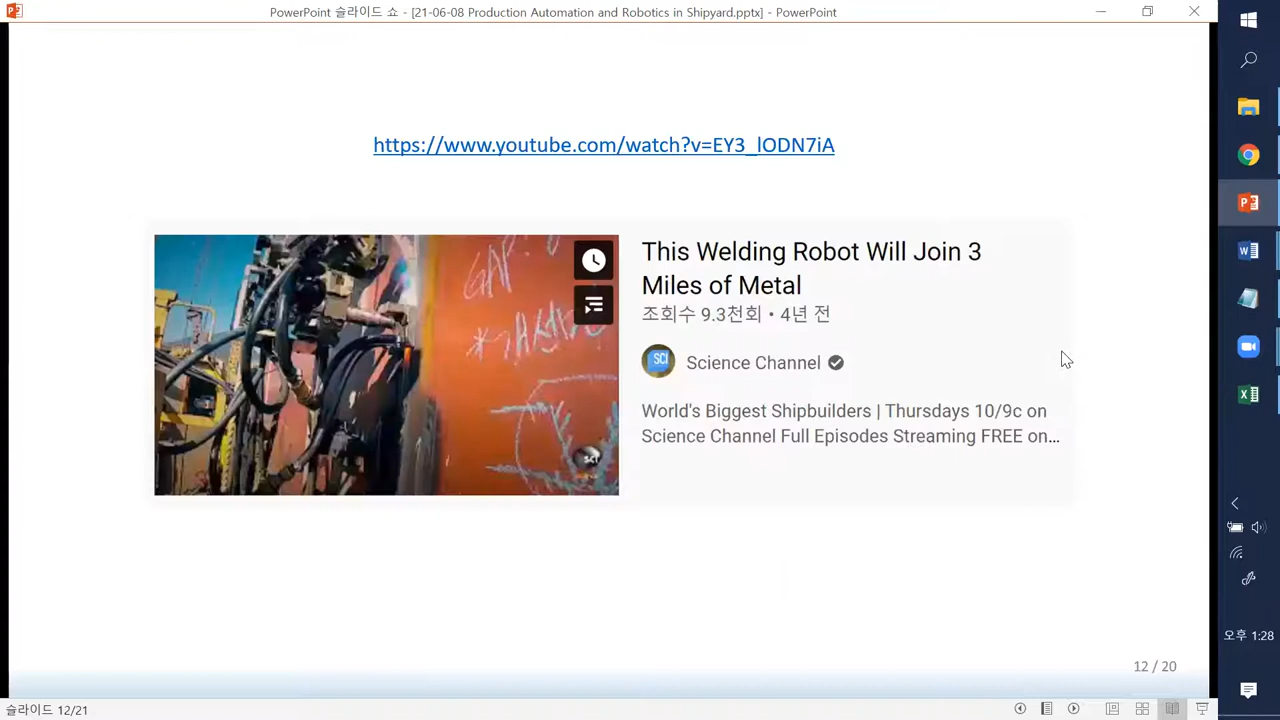 PowerPoint 슬라이드 쇼 - [21-06-08 Production Automation and Robotics in Shipyard.pptx] - PowerPoint
https://www.youtube.com/watch?v=EY3_lODN7iA
GAP.
This Welding Robot Will Join 3
Miles of Metal
조회수 9.3천회 • 4년 전
SCI
Science Channel
World's Biggest Shipbuilders | Thursdays 10/9c on
Science Channel Full Episodes Streaming FREE on...
SCI
오후 1:28
12 / 20
슬라이드 12/21